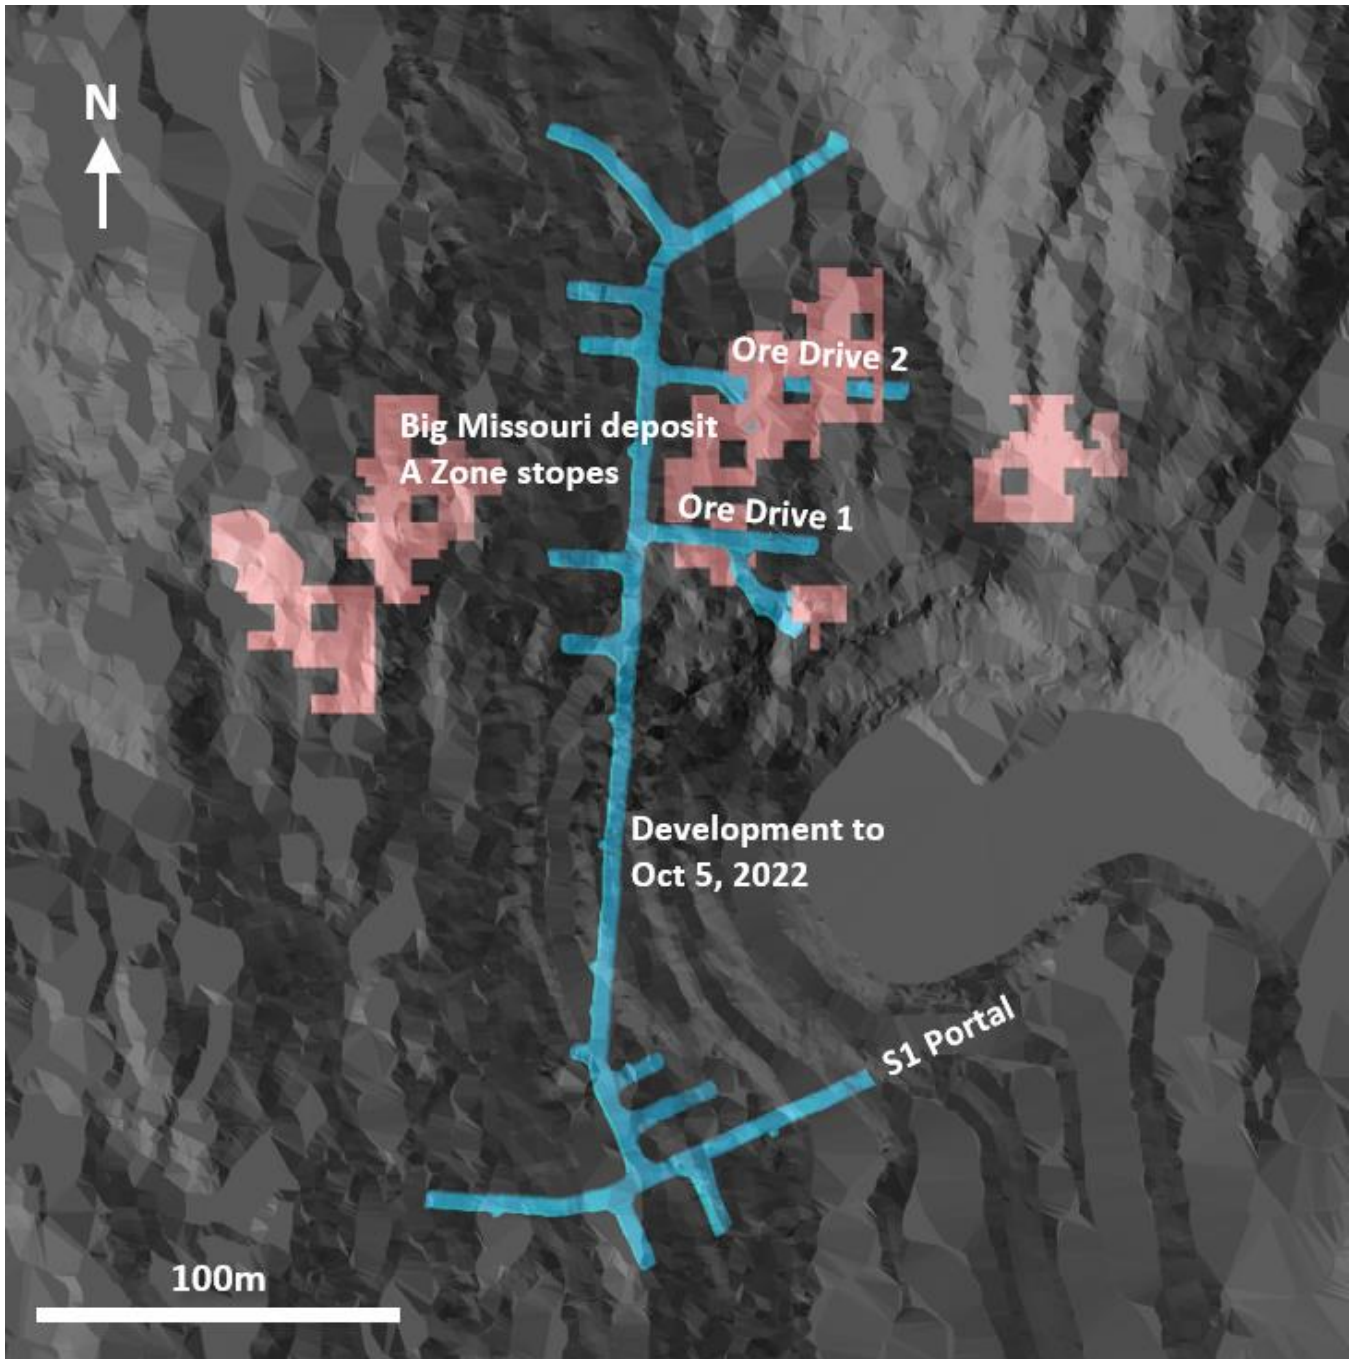 N
Ore Drive 2
Big Missouri deposit
A Zone stopes
Ore Drive 1
Development to
Oct 5, 2022
S1 Portal
100m